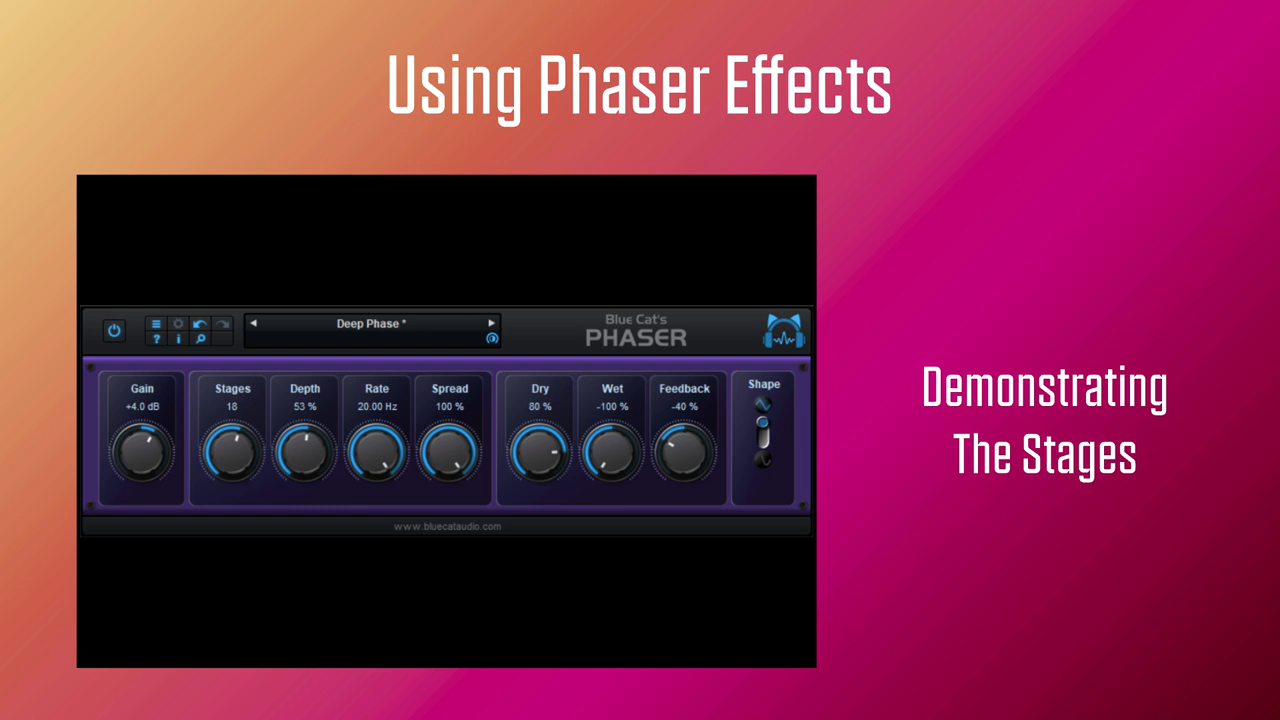 Using Phaser Effects
Deep Phase *
Blue Cat's
PHASER
Gain
+4.0 dB
Stages
18
Depth
53 %
Rate
20.00 Hz
Spread
100 %
Dry
80 %
Wet
-100 %
Feedback
-40 %
Shape
www.bluecataudio.com
Demonstrating
The Stages